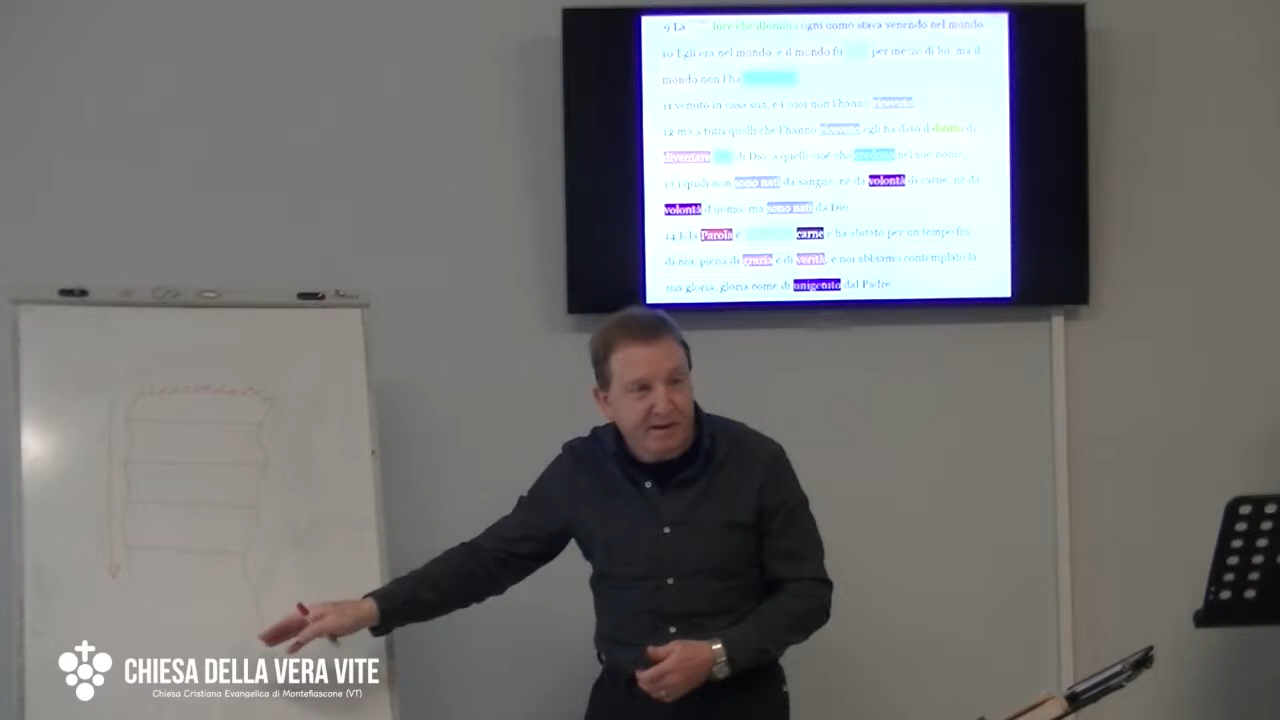 9 La luce che illumina ogni uomo stava venendo nel mondo.
10 Egli era nel mondo, e il mondo fu per mezzo di lui, ma il
mondo non l'ha
11 venuto in casa sua, e i suoi non l'hanno ricevuto
12 ma a tutti quelli che l'hanno ricevuto egli ha dato il diritto di
diventare di Dio, a quelli cioè che credono nel suo nome
13 i quali non sono nati da sangue, né da volontà di carne, né da
volontà d'uomo, ma sono nati da Dio.
14 E la Parola è carne e ha abitato per un tempo fra
di noi, piena di grazia e di verità, e noi abbiamo contemplato la
sua gloria, gloria come di unigenito dal Padre
CHIESA DELLA VERA VITE
Chiesa Cristiana Evangelica di Montefiascone (VT)